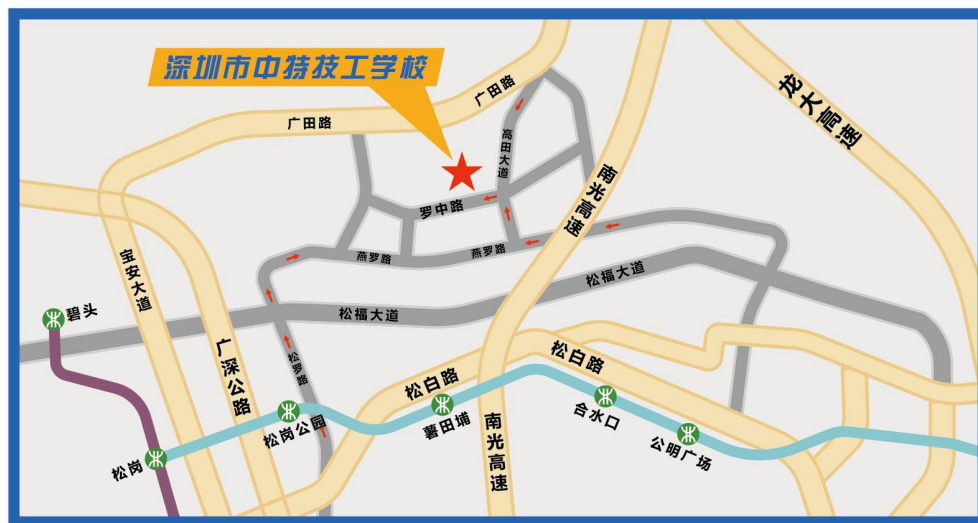 深圳市中特技工学校
广田路
广田路
龙大高速
高田大道
南光高速
罗中路
宝安大道
燕罗路
燕罗路
松福大道
碧头
松福大道
广深公路
松罗路
松白路
松白路
松岗公园
薯田埔
合水口
南光高速
公明广场
松岗